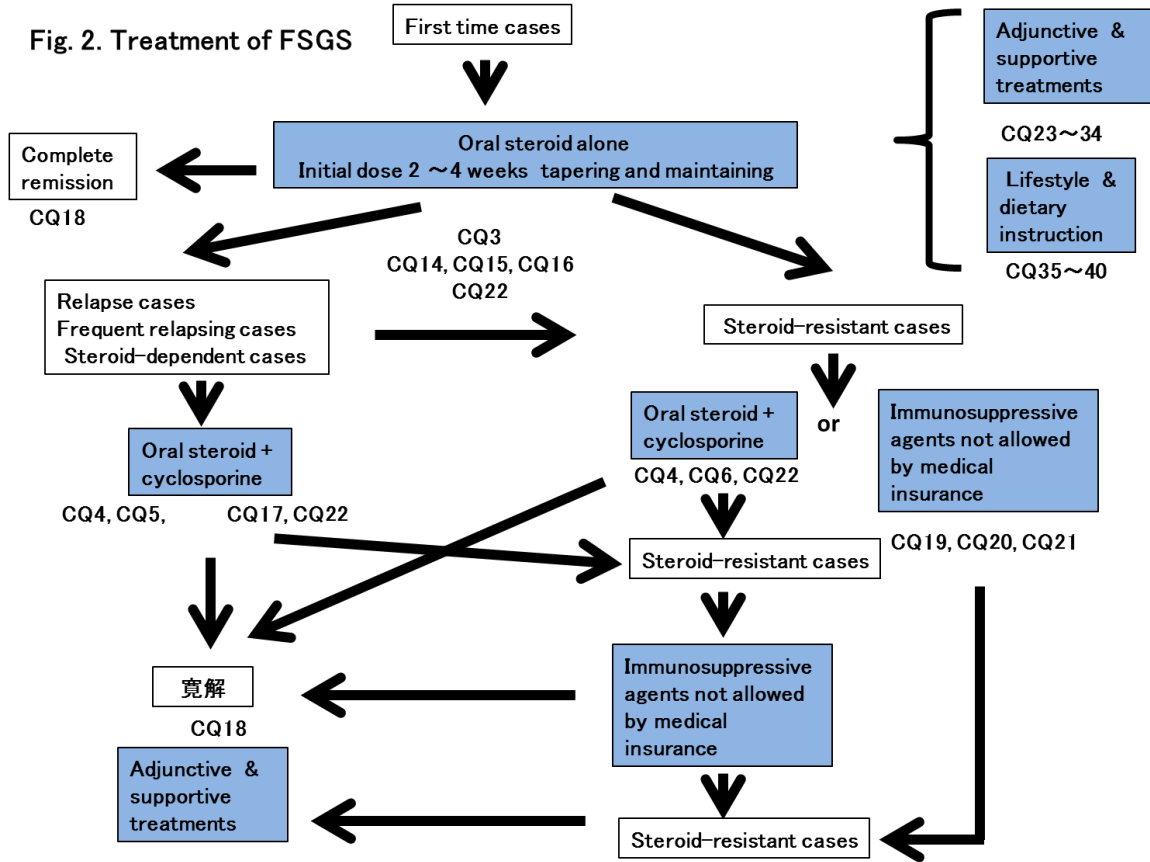 Fig. 2. Treatment of FSGS
First time cases
Adjunctive &
supportive
treatments
CQ23～34
Lifestyle &
dietary
instruction
CQ35～40
Oral steroid alone
Initial dose 2 ～4 weeks tapering and maintaining
Complete
remission
CQ18
CQ3
CQ14, CQ15, CQ16
CQ22
Relapse cases
Frequent relapsing cases
Steroid-dependent cases
Steroid-resistant cases
Oral steroid +
cyclosporine
CQ4, CQ5, CQ17, CQ22
Oral steroid +
cyclosporine
CQ4, CQ6, CQ22
or
Immunosuppressive
agents not allowed
by medical
insurance
CQ19, CQ20, CQ21
Steroid-resistant cases
寛解
CQ18
Immunosuppressive
agents not allowed
by medical
insurance
Adjunctive &
supportive
treatments
Steroid-resistant cases